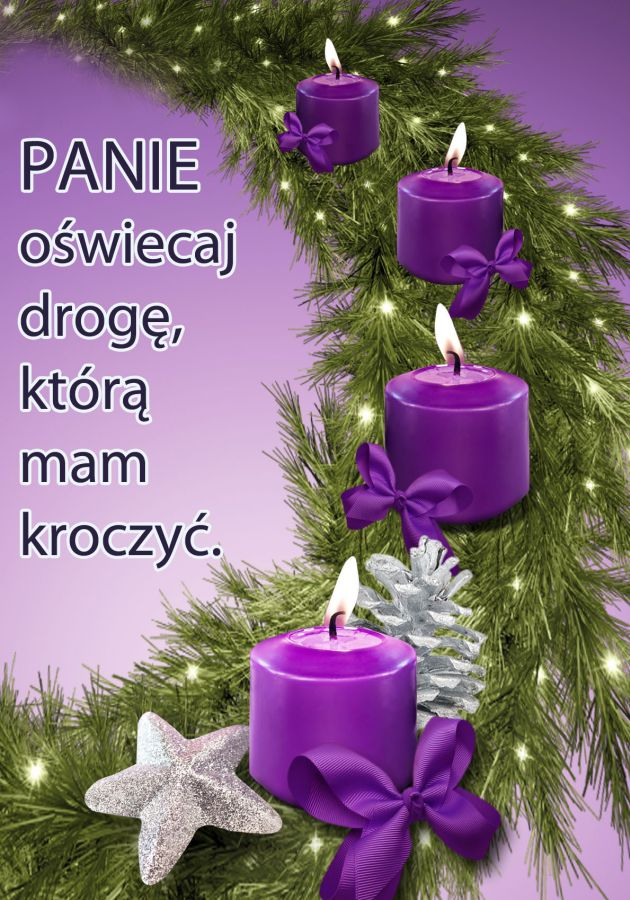 PANIE
oświecaj
drogę,
którą
mam
kroczyć.